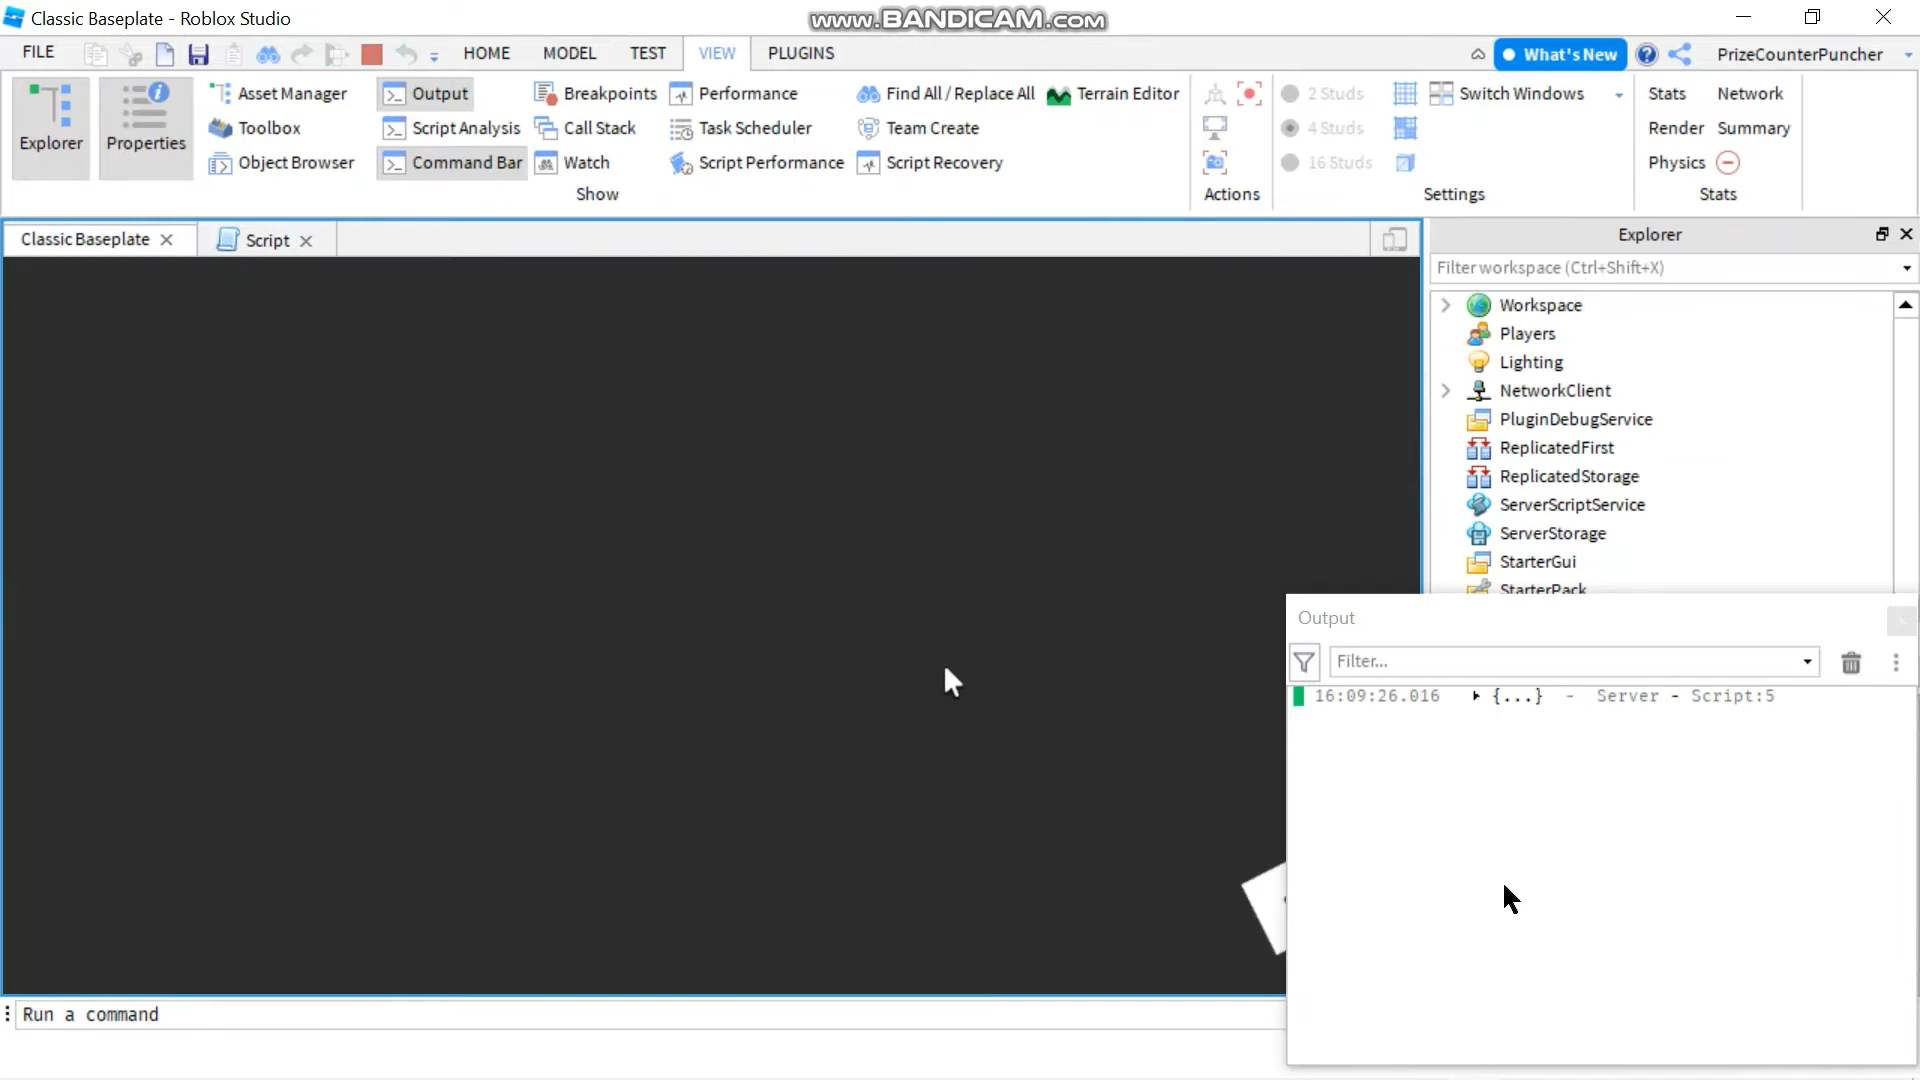 Classic Baseplate - Roblox Studio
www.BANDICAM.com
FILE
HOME
MODEL
TEST
VIEW
PLUGINS
What's New
PrizeCounterPuncher
Explorer
Properties
Asset Manager
Toolbox
Object Browser
Output
Script Analysis
Command Bar
Breakpoints
Call Stack
Watch
Performance
Task Scheduler
Script Performance
Find All / Replace All
Team Create
Script Recovery
Terrain Editor
Show
Actions
2 Studs
4 Studs
16 Studs
Switch Windows
Settings
Stats
Network
Render
Summary
Physics
Stats
Classic Baseplate
Script
Explorer
Filter workspace (Ctrl+Shift+X)
Workspace
Players
Lighting
NetworkClient
PluginDebugService
ReplicatedFirst
ReplicatedStorage
ServerScriptService
ServerStorage
StarterGui
StarterPack
Output
Filter...
16:09:26.016 {...} - Server - Script:5
Run a command